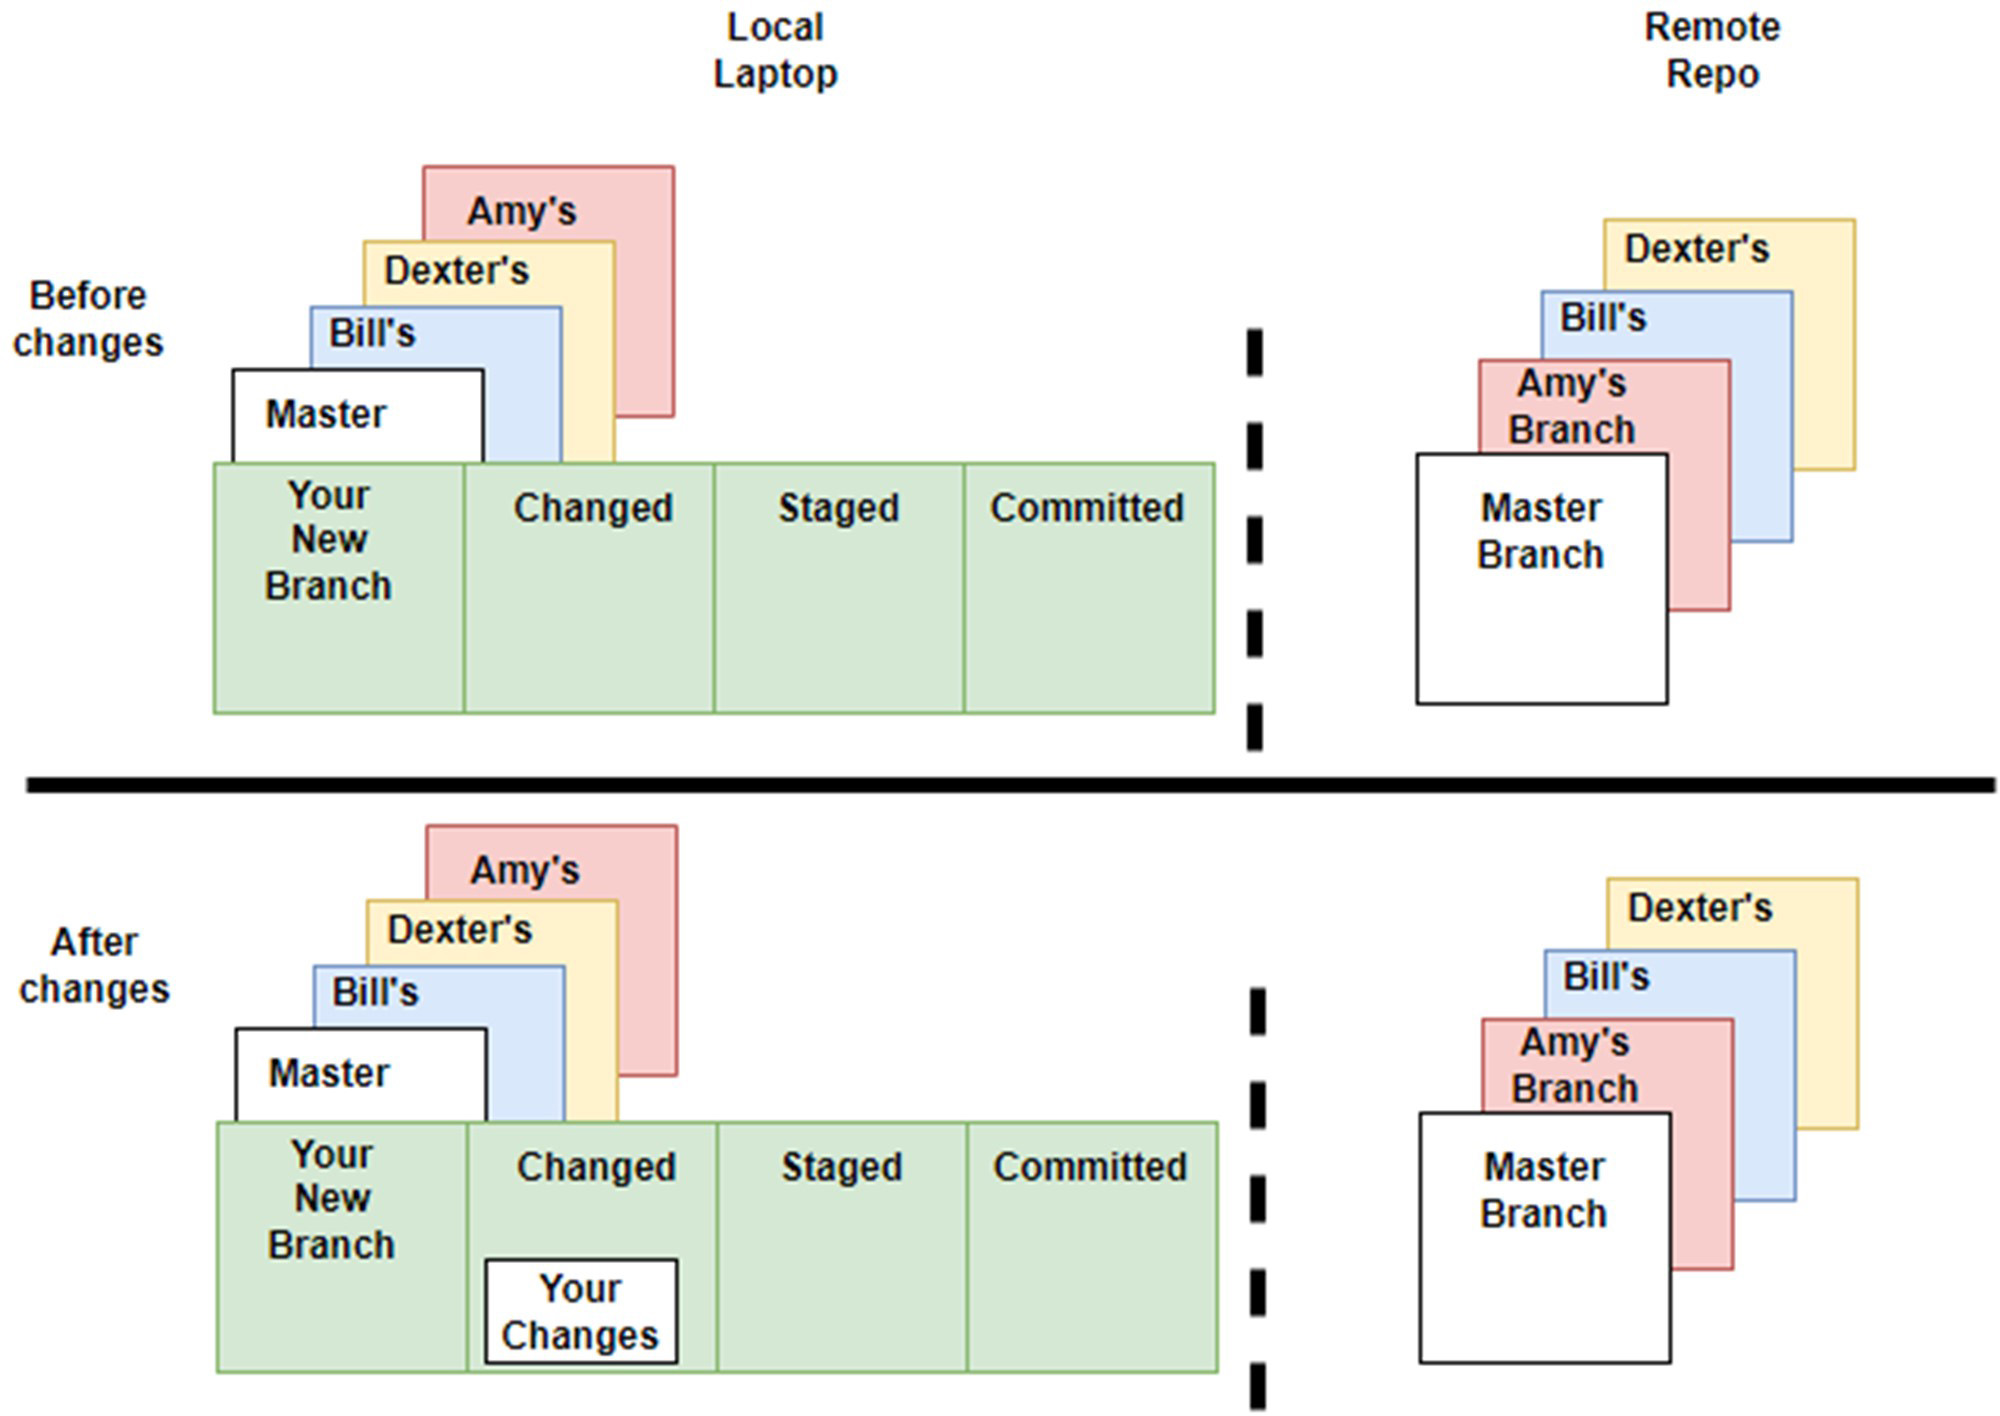 Local
Laptop
Remote
Repo
Before
changes
Amy's
Dexter's
Bill's
Master
Your
New
Branch
Changed
Staged
Committed
Dexter's
Bill's
Amy's
Branch
Master
Branch
After
changes
Amy's
Dexter's
Bill's
Master
Your
New
Branch
Changed
Your
Changes
Staged
Committed
Dexter's
Bill's
Amy's
Branch
Master
Branch